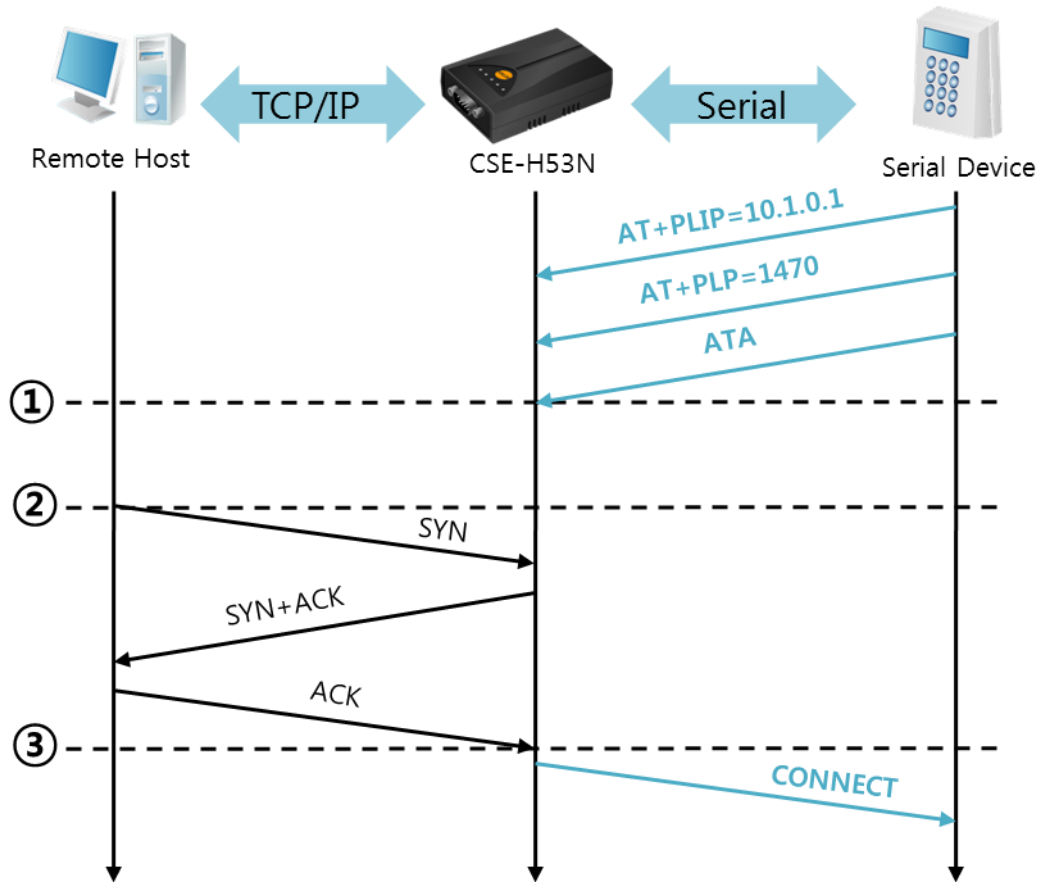 TCP/IP
Serial
Remote Host
CSE-H53N
Serial Device
AT+PLIP=10.1.0.1
AT+PLP=1470
ATA
①
②
SYN
SYN+ACK
ACK
③
CONNECT